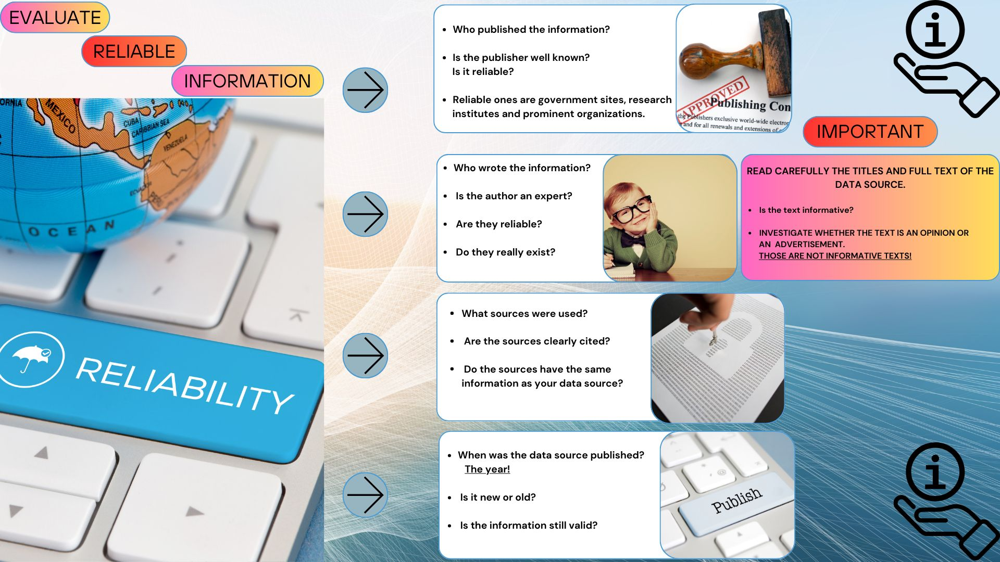 EVALUATE
RELIABLE
INFORMATION
MEXICO
CUBA
CARIBBIAN SEA
VENEZUELA
ECUADOR
OCEAN
RELIABILITY
• Who published the information?
• Is the publisher well known?
Is it reliable?
• Reliable ones are government sites, research
institutes and prominent organizations.
APPROVED
Publishing Con
the Publishers exclusive world-wide electron
t and for all renewals and extensions of
• Who wrote the information?
• Is the author an expert?
• Are they reliable?
• Do they really exist?
• What sources were used?
• Are the sources clearly cited?
• Do the sources have the same
information as your data source?
• When was the data source published?
The year!
• Is it new or old?
• Is the information still valid?
Publish
i
IMPORTANT
READ CAREFULLY THE TITLES AND FULL TEXT OF THE
DATA SOURCE.
• Is the text informative?
• INVESTIGATE WHETHER THE TEXT IS AN OPINION OR
AN ADVERTISEMENT.
THOSE ARE NOT INFORMATIVE TEXTS!
i